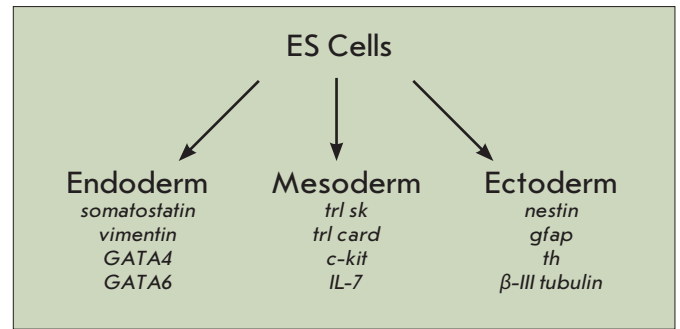 ES Cells
Endoderm
somatostatin
vimentin
GATA4
GATA6
Mesoderm
trl sk
trl card
c-kit
IL-7
Ectoderm
nestin
gfap
th
β-III tubulin